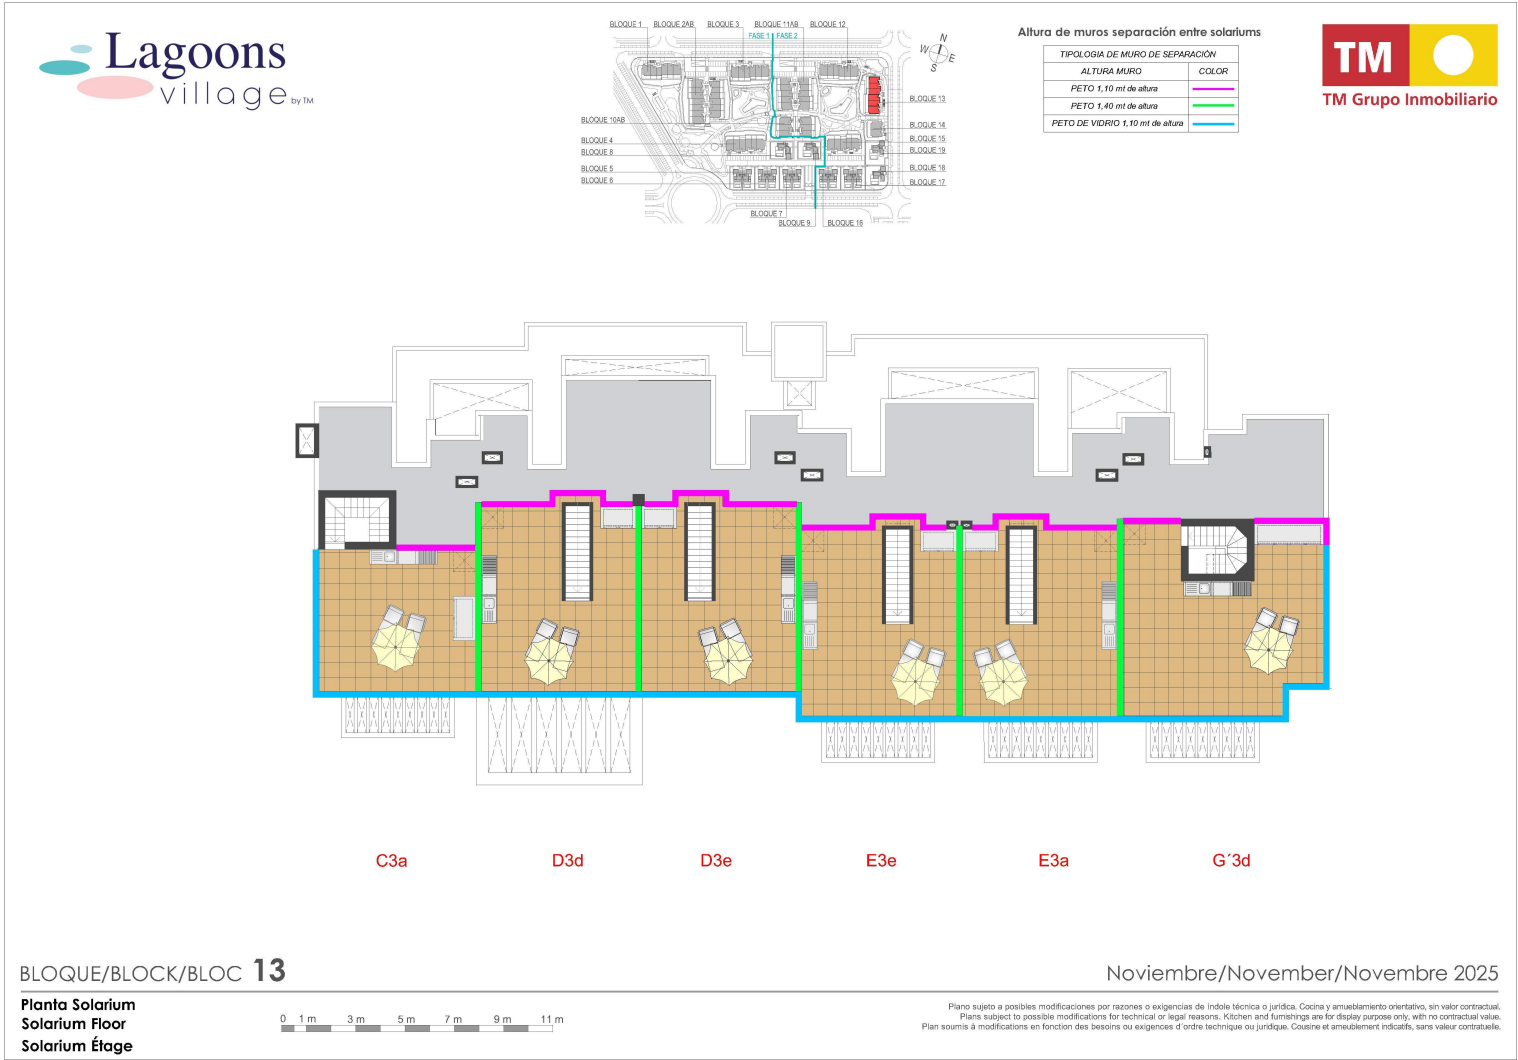 Lagoons
village by TM
BLOQUE 1
BLOQUE 2AB
BLOQUE 3
BLOQUE 11AB
BLOQUE 12
FASE 1
FASE 2
N
W
E
S
BLOQUE 13
BLOQUE 10AB
BLOQUE 14
BLOQUE 4
BLOQUE 15
BLOQUE 8
BLOQUE 19
BLOQUE 5
BLOQUE 18
BLOQUE 6
BLOQUE 17
BLOQUE 7
BLOQUE 9
BLOQUE 16
Altura de muros separación entre solariums
TIPOLOGIA DE MURO DE SEPARACIÓN
ALTURA MURO COLOR
PETO 1,10 mt de altura
PETO 1,40 mt de altura
PETO DE VIDRIO 1,10 mt de altura
TM
TM Grupo Inmobiliario
C3a D3d D3e E3e E3a G´3d
BLOQUE/BLOCK/BLOC 13
Noviembre/November/Novembre 2025
Planta Solarium
Solarium Floor
Solarium Étage
0 1 m 3 m 5 m 7 m 9 m 11 m
Plano sujeto a posibles modificaciones por razones o exigencias de indole técnica o jurídica. Cocina y amueblamiento orientativo, sin valor contractual.
Plans subject to possible modifications for technical or legal reasons. Kitchen and furnishings are for display purpose only, with no contractual value.
Plan soumis à modifications en fonction des besoins ou exigences d´ordre technique ou juridique. Cousine et ameublement indicatifs, sans valeur contratuelle.